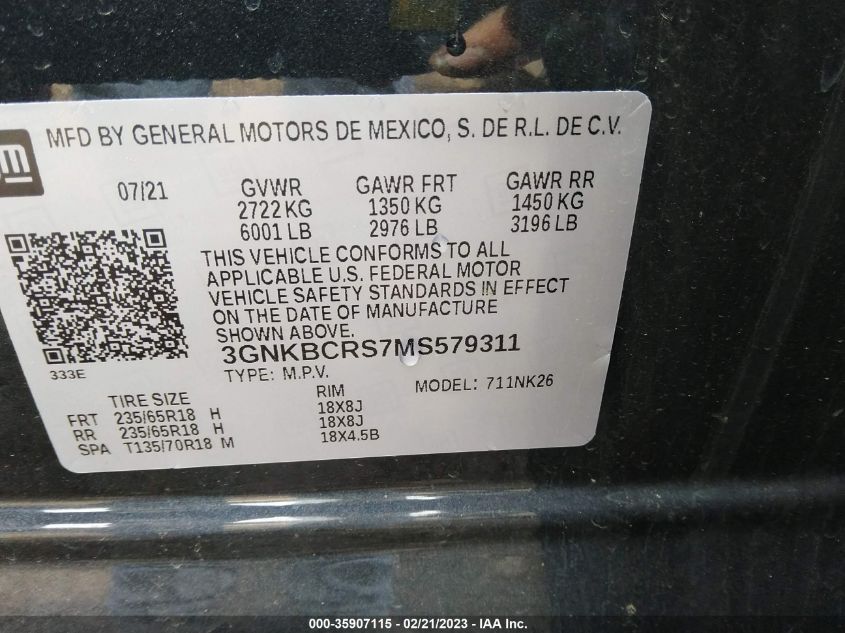 gm
MFD BY GENERAL MOTORS DE MEXICO, S. DE R.L. DE C.V.
07/21 GVWR GAWR FRT GAWR RR
2722 KG 1350 KG 1450 KG
6001 LB 2976 LB 3196 LB
THIS VEHICLE CONFORMS TO ALL
APPLICABLE U.S. FEDERAL MOTOR
VEHICLE SAFETY STANDARDS IN EFFECT
ON THE DATE OF MANUFACTURE
SHOWN ABOVE.
3GNKBCRS7MS579311
333E
TYPE: M.P.V. MODEL: 711NK26
TIRE SIZE RIM
FRT 235/65R18 H 18X8J
RR 235/65R18 H 18X8J
SPA T135/70R18 M 18X4.5B
000-35907115 - 02/21/2023 - IAA Inc.